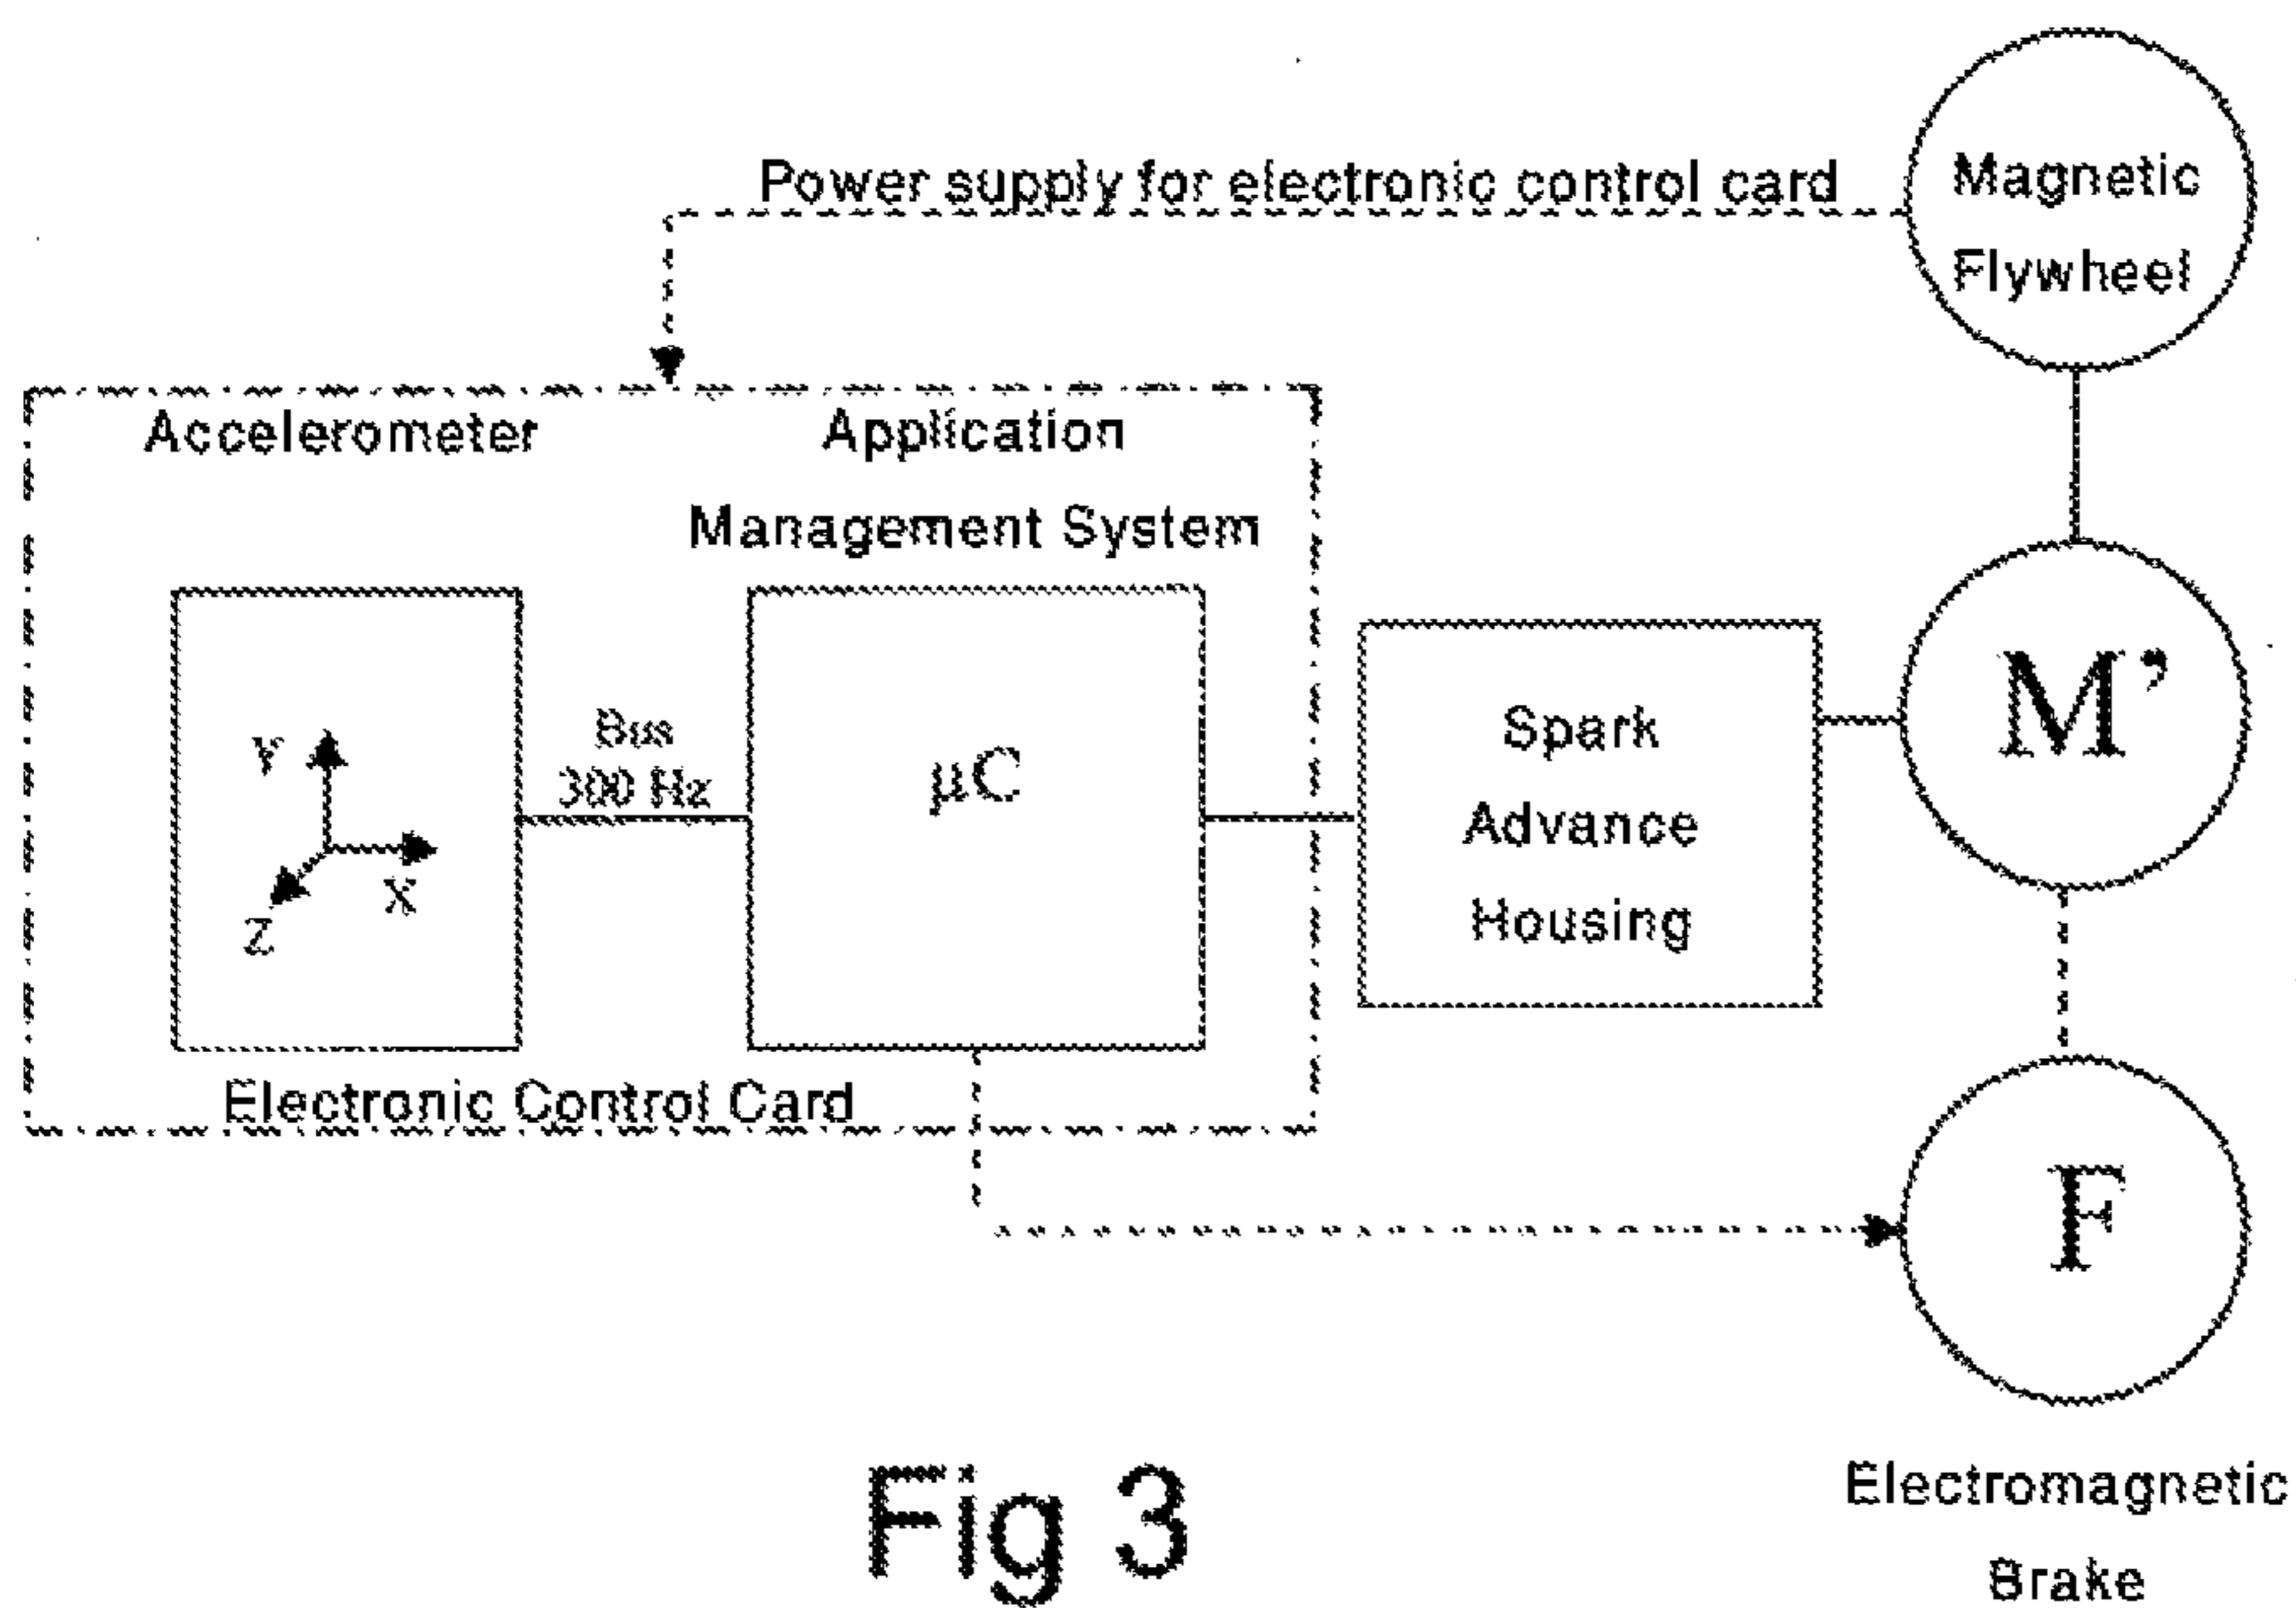 Power supply for electronic control card
Magnetic
Flywheel
Accelerometer
Application
Management System
Y
X
Z
Bus
300 Hz
µC
Spark
Advance
Housing
M’
Electronic Control Card
F
Electromagnetic
Brake
Fig 3